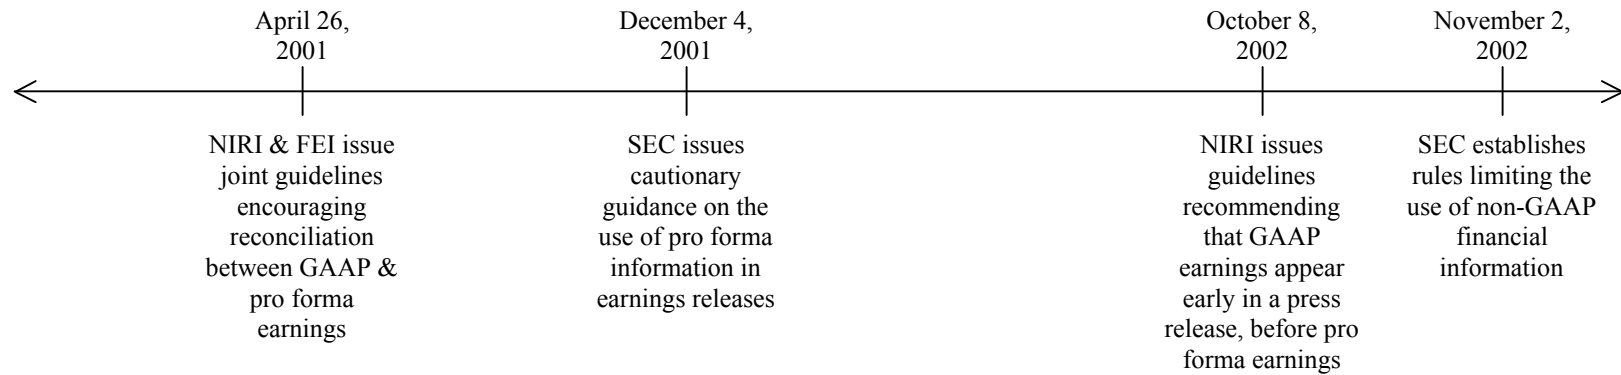 April 26,
2001
December 4,
2001
October 8,
2002
November 2,
2002
NIRI & FEI issue
joint guidelines
encouraging
reconciliation
between GAAP &
pro forma
earnings
SEC issues
cautionary
guidance on the
use of pro forma
information in
earnings releases
NIRI issues
guidelines
recommending
that GAAP
earnings appear
early in a press
release, before pro
forma earnings
SEC establishes
rules limiting the
use of non-GAAP
financial
information